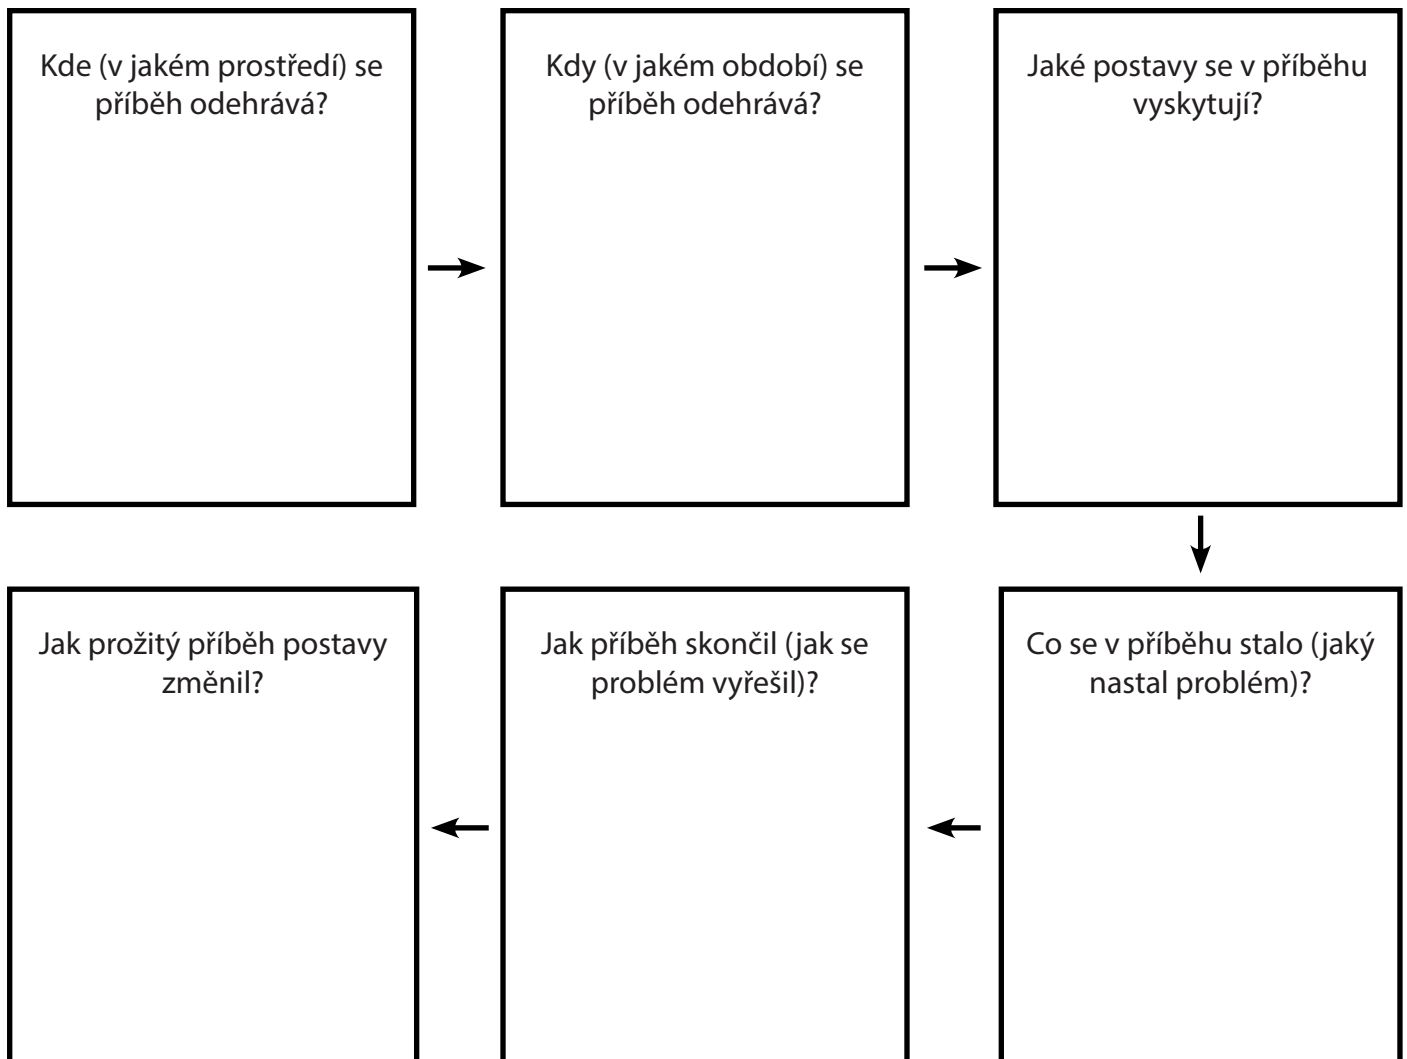 Kde (v jakém prostředí) se
příběh odehrává?
Kdy (v jakém období) se
příběh odehrává?
Jaké postavy se v příběhu
vyskytují?
Co se v příběhu stalo (jaký
nastal problém)?
Jak příběh skončil (jak se
problém vyřešil)?
Jak prožitý příběh postavy
změnil?